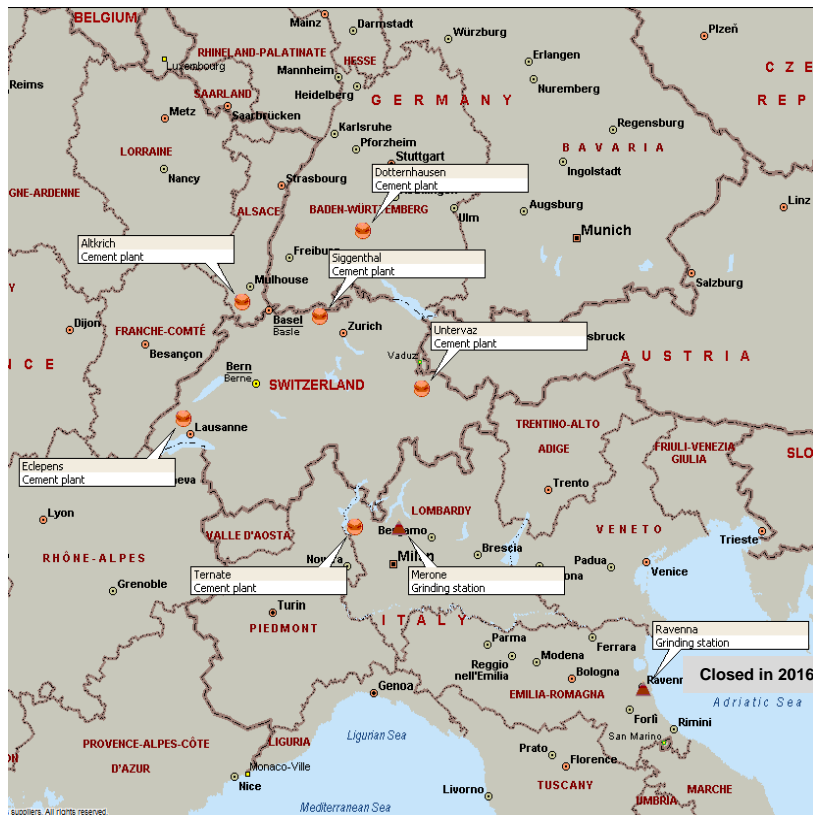 BELGIUM
Mainz
Darmstadt
Würzburg
Plzeň
RHINELAND-PALATINATE
HESSE
Erlangen
Luxembourg
Mannheim
Nuremberg
C Z E
Reims
SAARLAND
Heidelberg
G E R M A N Y
R E P
Metz
Saarbrücken
Karlsruhe
Regensburg
LORRAINE
Pforzheim
B A V A R I A
Stuttgart
Nancy
Ingolstadt
Strasbourg
Dotternhausen
Cement plant
GNE-ARDENNE
Linz
ALSACE
BADEN-WÜRTTEMBERG
Ulm
Augsburg
Munich
Altkrich
Cement plant
Freiburg
Siggenthal
Cement plant
Salzburg
Mulhouse
Basel
Basle
Dijon
FRANCHE-COMTÉ
Zurich
Untervaz
Cement plant
sbruck
Besançon
Vaduz
A U S T R I A
N C E
Bern
Berne
SWITZERLAND
Lausanne
TRENTINO-ALTO
ADIGE
FRIULI-VENEZIA
GIULIA
SLO
Eclepens
Cement plant
eva
Trento
Lyon
LOMBARDY
VALLE D'AOSTA
Bergamo
VENETO
Trieste
RHÔNE-ALPES
Milan
Brescia
Padua
Venice
ona
Ternate
Cement plant
Merone
Grinding station
Grenoble
Turin
PIEDMONT
I T A L Y
Ravenna
Grinding station
Parma
Ferrara
Reggio
nell'Emilia
Modena
Bologna
Closed in 2016
Ravenn
Genoa
EMILIA-ROMAGNA
Adriatic Sea
Forlì
Rimini
San Marino
Ligurian Sea
PROVENCE-ALPES-CÔTE
D'AZUR
LIGURIA
Prato
Florence
Monaco-Ville
Nice
Livorno
TUSCANY
MARCHE
UMBRIA
Mediterranean Sea
suppliers. All rights reserved.